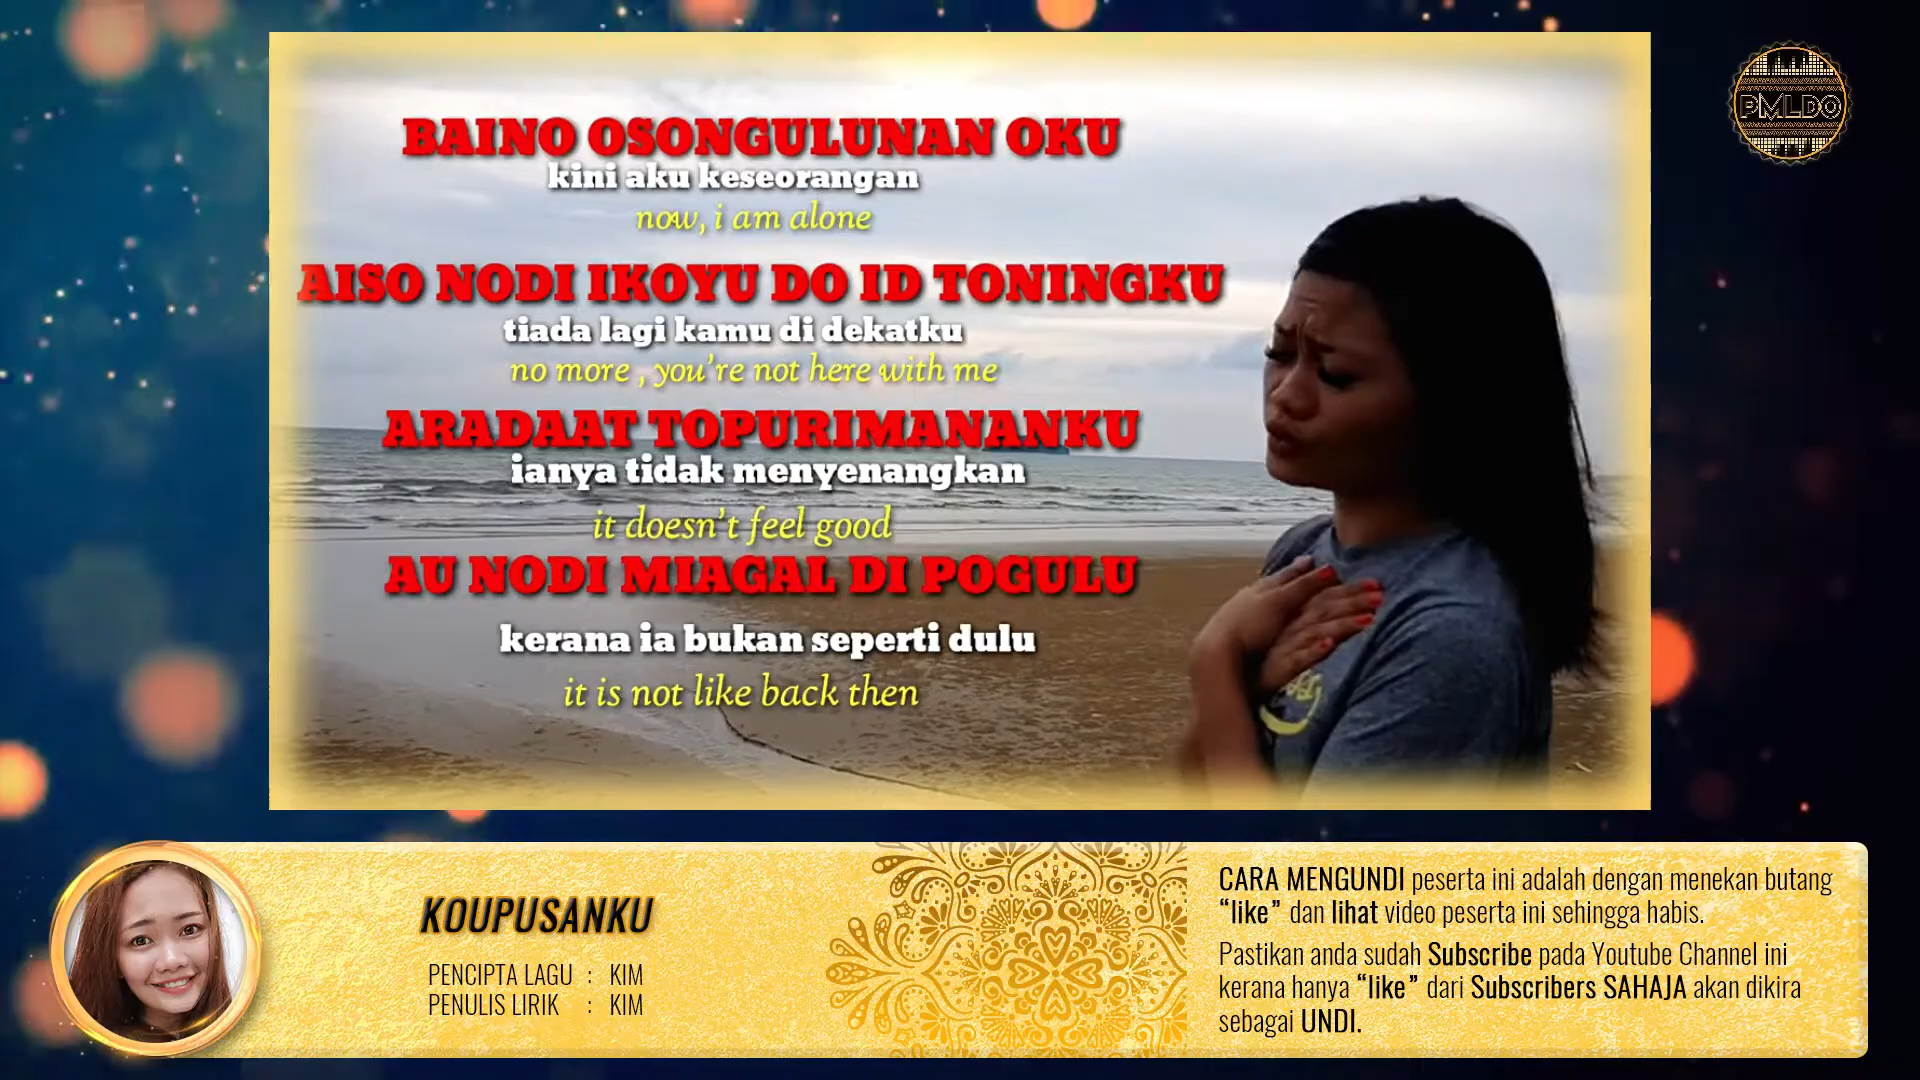 PMLDO
BAINO OSONGULUNAN OKU
kini aku keseorangan
now, i am alone
AISO NODI IKOYU DO ID TONINGKU
tiada lagi kamu di dekatku
no more , you're not here with me
ARADAAT TOPURIMANANKU
ianya tidak menyenangkan
it doesn't feel good
AU NODI MIAGAL DI POGULU
kerana ia bukan seperti dulu
it is not like back then
KOUPUSANKU
PENCIPTA LAGU : KIM
PENULIS LIRIK : KIM
CARA MENGUNDI peserta ini adalah dengan menekan butang
“like” dan lihat video peserta ini sehingga habis.
Pastikan anda sudah Subscribe pada Youtube Channel ini
kerana hanya “like” dari Subscribers SAHAJA akan dikira
sebagai UNDI.